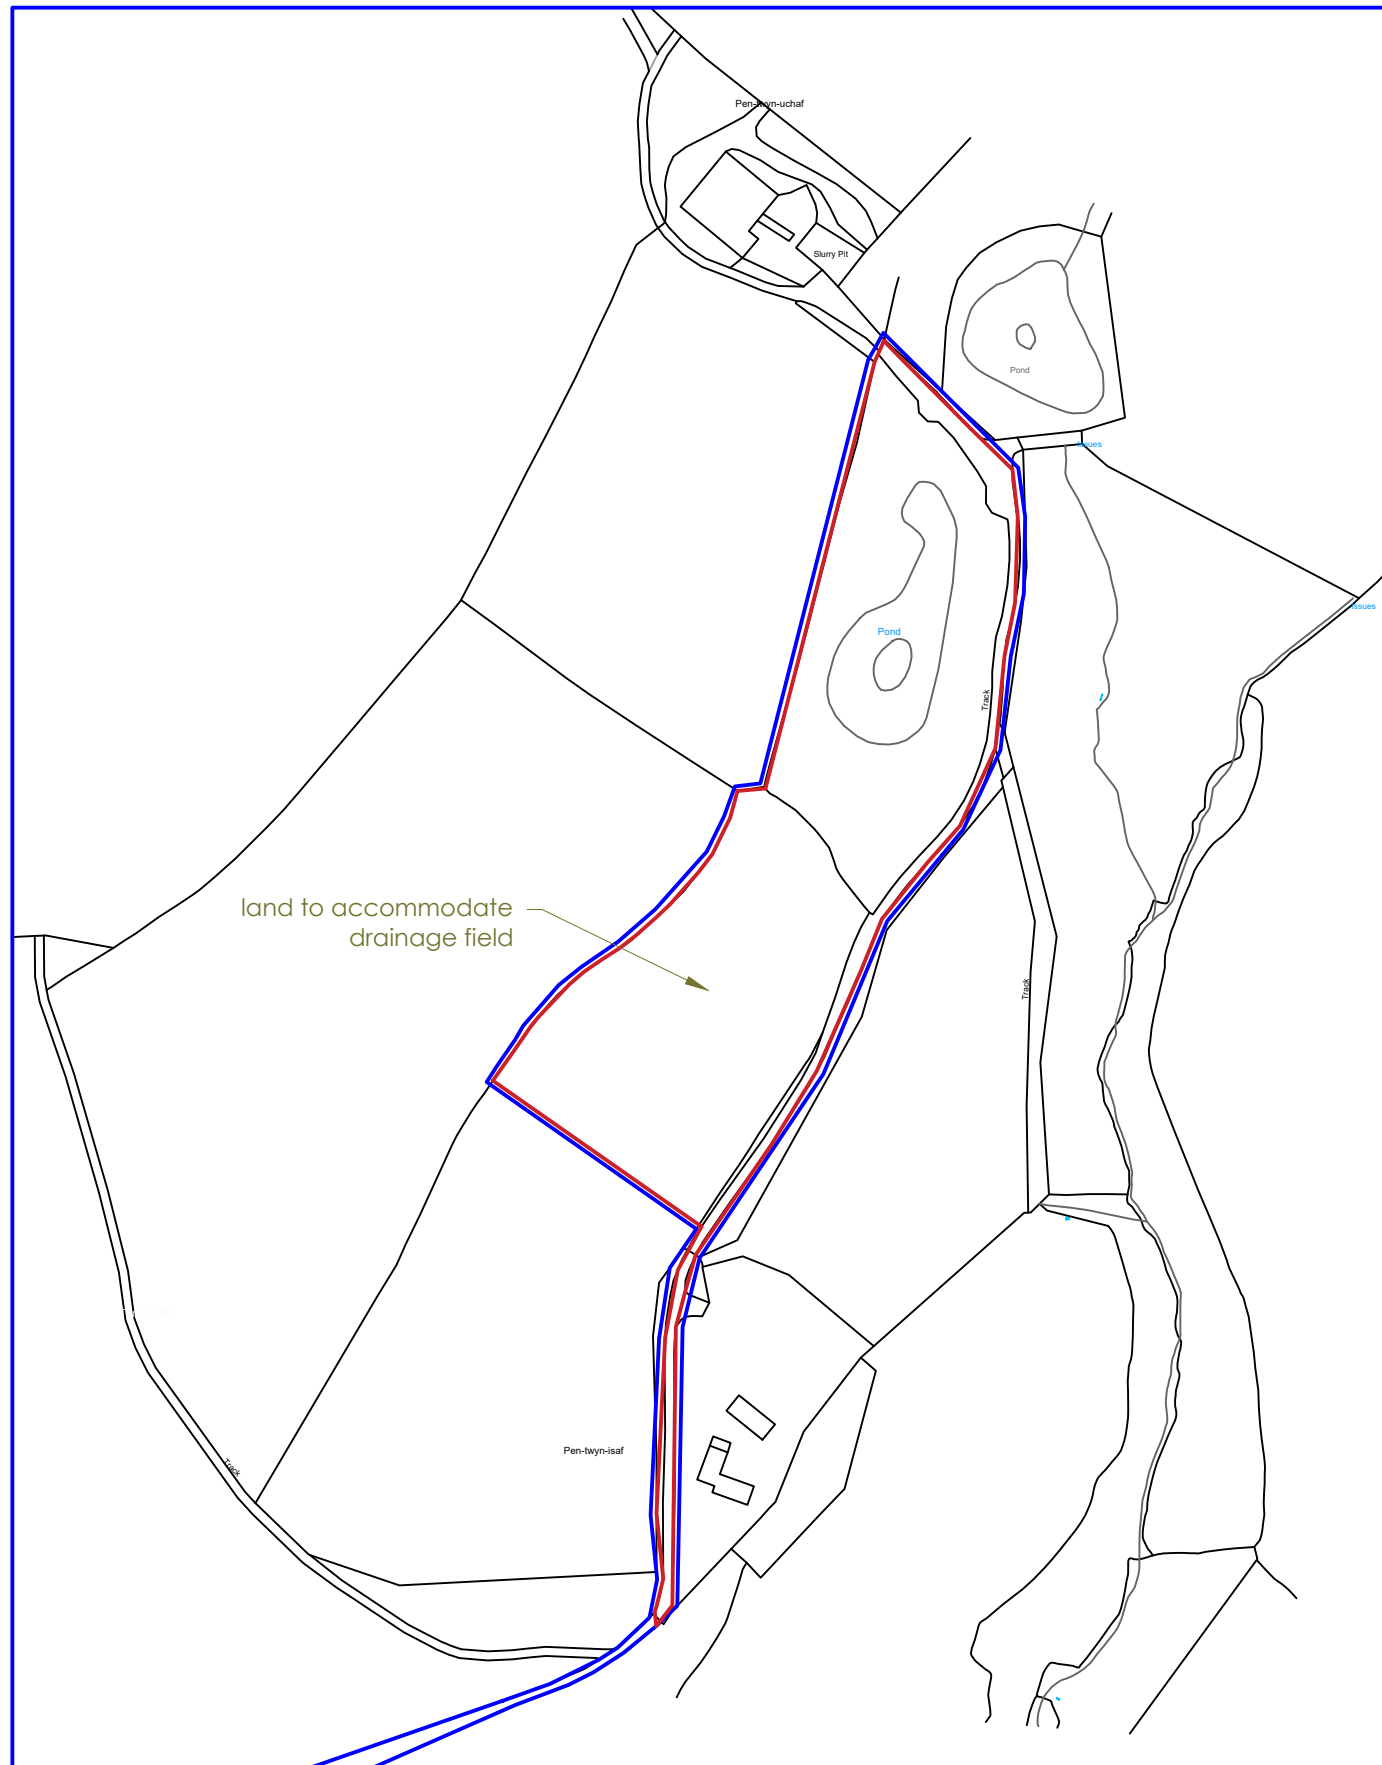 Pen-twyn-uchaf
Slurry Pit
Pond
Issues
Issues
Pond
Track
land to accommodate
drainage field
Track
Pen-twyn-isaf
Track